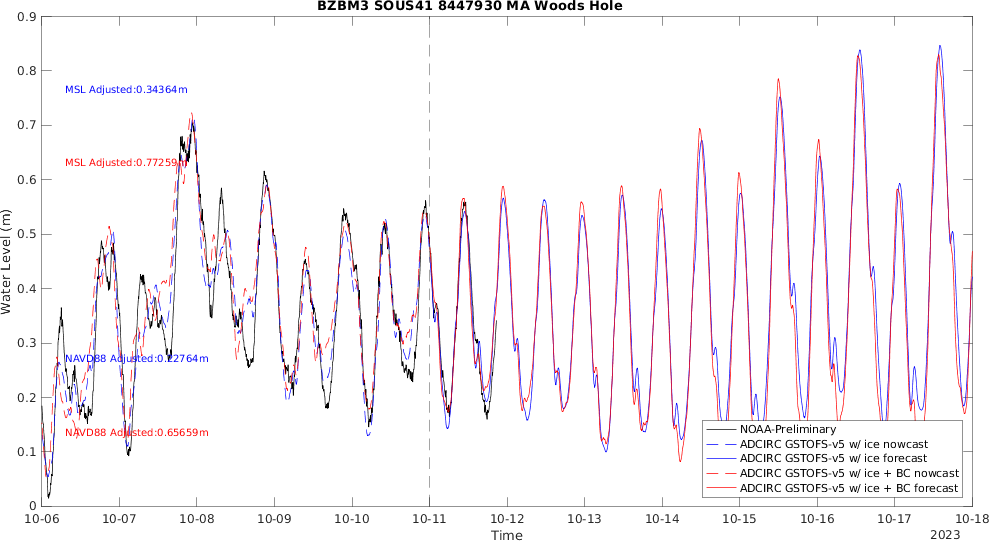 BZBM3 SOUS41 8447930 MA Woods Hole
0.9
0.8
0.7
0.6
0.5
0.4
0.3
0.2
0.1
0
Water Level (m)
MSL Adjusted:0.34364m
MSL Adjusted:0.77259m
NAVD88 Adjusted:0.22764m
NAVD88 Adjusted:0.65659m
NOAA-Preliminary
ADCIRC GSTOFS-v5 w/ ice nowcast
ADCIRC GSTOFS-v5 w/ ice forecast
ADCIRC GSTOFS-v5 w/ ice + BC nowcast
ADCIRC GSTOFS-v5 w/ ice + BC forecast
10-06 10-07 10-08 10-09 10-10 10-11 10-12 10-13 10-14 10-15 10-16 10-17 10-18
Time
2023